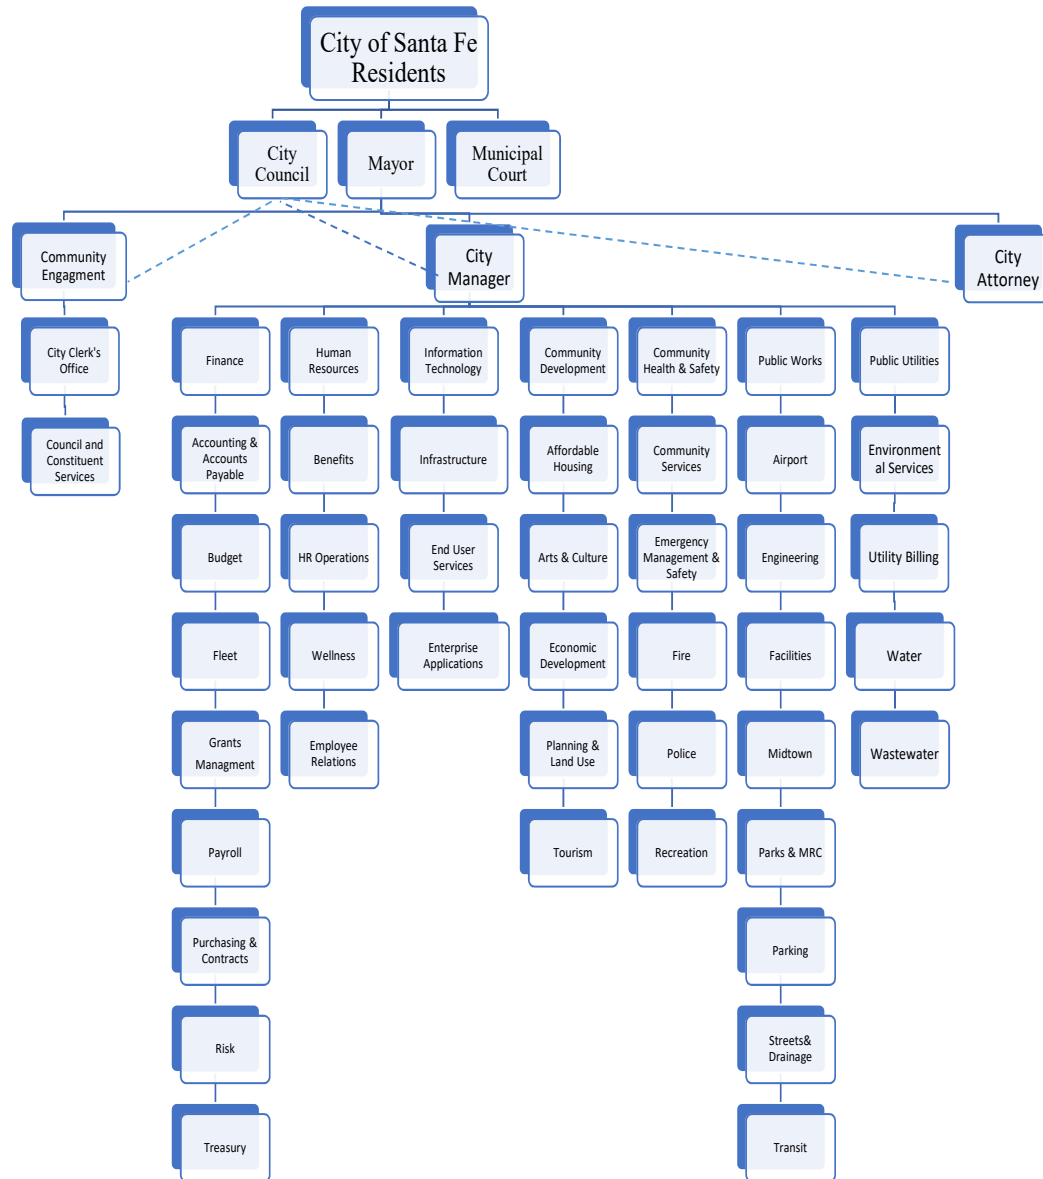 City of Santa Fe
Residents
City
Council
Mayor
Municipal
Court
Community
Engagment
City
Manager
City
Attorney
City Clerk's
Office
Finance
Human
Resources
Information
Technology
Community
Development
Community
Health & Safety
Public Works
Public Utilities
Council and
Constituent
Services
Accounting &
Accounts
Payable
Benefits
Infrastructure
Affordable
Housing
Community
Services
Airport
Environment
al Services
Budget
HR Operations
End User
Services
Arts & Culture
Emergency
Management &
Safety
Engineering
Utility Billing
Fleet
Wellness
Enterprise
Applications
Economic
Development
Fire
Facilities
Water
Grants
Managment
Employee
Relations
Planning &
Land Use
Police
Midtown
Wastewater
Payroll
Tourism
Recreation
Parks & MRC
Purchasing &
Contracts
Parking
Risk
Streets&
Drainage
Treasury
Transit